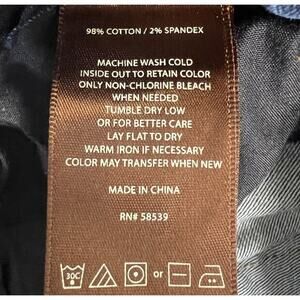 98% COTTON / 2% SPANDEX
MACHINE WASH COLD
INSIDE OUT TO RETAIN COLOR
ONLY NON-CHLORINE BLEACH
WHEN NEEDED
TUMBLE DRY LOW
OR FOR BETTER CARE
LAY FLAT TO DRY
WARM IRON IF NECESSARY
COLOR MAY TRANSFER WHEN NEW
MADE IN CHINA
RN# 58539
30C or